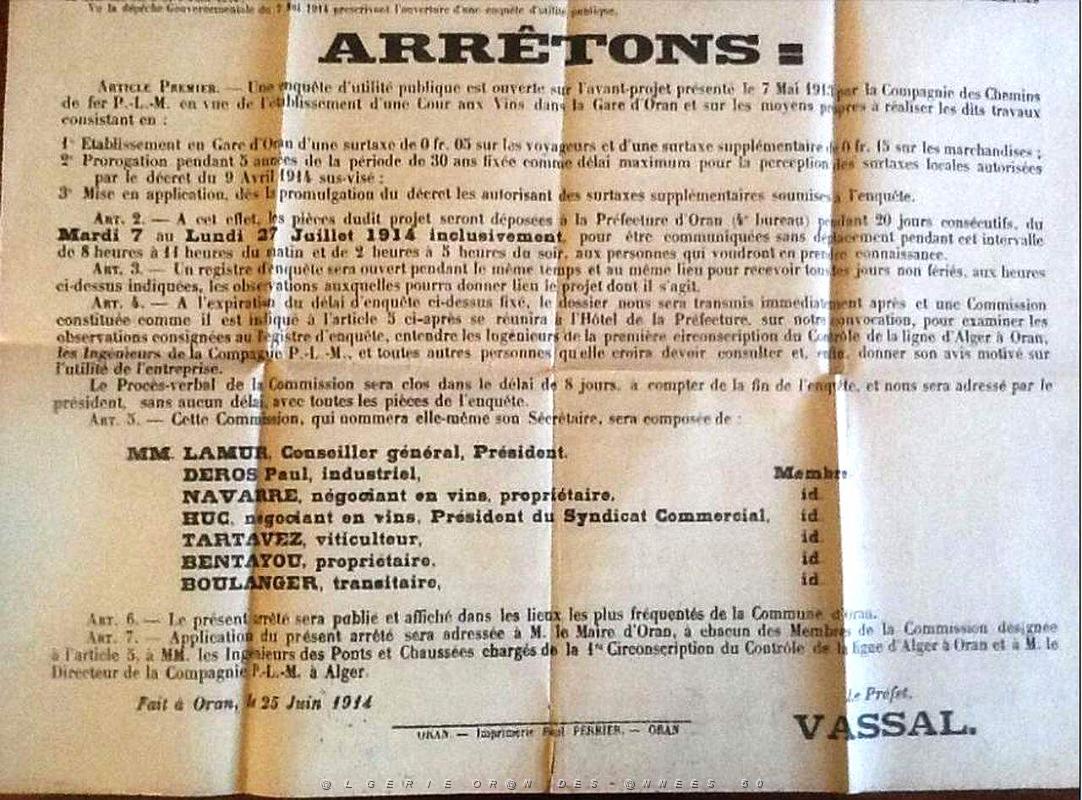 Vu la dépêche Gouvernementale du 7 Mai 1914 prescrivant l'ouverture d'une enquête d'utilité publique.
ARRÊTONS :
ARTICLE PREMIER. — Une enquête d'utilité publique est ouverte sur l'avant-projet présenté le 7 Mai 1913 par la Compagnie des Chemins
de fer P.-L.-M. en vue de l'établissement d'une Cour aux Vins dans la Gare d'Oran et sur les moyens propres à réaliser les dits travaux
consistant en :
1° Etablissement en Gare d'Oran d'une surtaxe de 0 fr. 05 sur les voyageurs et d'une surtaxe supplémentaire de 0 fr. 15 sur les marchandises ;
2° Prorogation pendant 5 années de la période de 30 ans fixée comme délai maximum pour la perception des surtaxes locales autorisées
par le décret du 9 Avril 1914 sus-visé ;
3° Mise en application, dès la promulgation du décret les autorisant des surtaxes supplémentaires soumises à l'enquête.
ART. 2. — A cet effet, les pièces dudit projet seront déposées à la Préfecture d'Oran (4e bureau) pendant 20 jours consécutifs, du
Mardi 7 au Lundi 27 Juillet 1914 inclusivement, pour être communiquées sans déplacement pendant cet intervalle
de 8 heures à 11 heures du matin et de 2 heures à 5 heures du soir, aux personnes qui voudront en prendre connaissance.
ART. 3. — Un registre d'enquête sera ouvert pendant le même temps et au même lieu pour recevoir tous les jours non fériés, aux heures
ci-dessus indiquées, les observations auxquelles pourra donner lieu le projet dont il s'agit.
ART. 4. — A l'expiration du délai d'enquête ci-dessus fixé, le dossier nous sera transmis immédiatement après et une Commission
constituée comme il est indiqué à l'article 5 ci-après se réunira à l'Hôtel de la Préfecture, sur notre convocation, pour examiner les
observations consignées au registre d'enquête, entendre les Ingénieurs de la première circonscription du Contrôle de la ligne d'Alger à Oran,
les Ingénieurs de la Compagnie P.-L.-M., et toutes autres personnes qu'elle croira devoir consulter et, enfin, donner son avis motivé sur
l'utilité de l'entreprise.
Le Procès-verbal de la Commission sera clos dans le délai de 8 jours, à compter de la fin de l'enquête, et nous sera adressé par le
président, sans aucun délai, avec toutes les pièces de l'enquête.
ART. 5. — Cette Commission, qui nommera elle-même son Secrétaire, sera composée de :
MM. LAMUR, Conseiller général, Président.
DEROS Paul, industriel, Membre
NAVARRE, négociant en vins, propriétaire, id.
HUC, négociant en vins, Président du Syndicat Commercial, id.
TARTAVEZ, viticulteur, id.
BENTAYOU, propriétaire, id.
BOULANGER, transitaire, id.
ART. 6. — Le présent arrêté sera publié et affiché dans les lieux les plus fréquentés de la Commune d'Oran.
ART. 7. — Application du présent arrêté sera adressée à M. le Maire d'Oran, à chacun des Membres de la Commission désignée
à l'article 5, à MM. les Ingénieurs des Ponts et Chaussées chargés de la 1re Circonscription du Contrôle de la ligne d'Alger à Oran et à M. le
Directeur de la Compagnie P.-L.-M. à Alger.
Fait à Oran, le 25 Juin 1914
Le Préfet,
VASSAL.
ORAN. — Imprimerie Paul PERRIER. — ORAN
@LGERIE OR@N DES-@NNEES 50